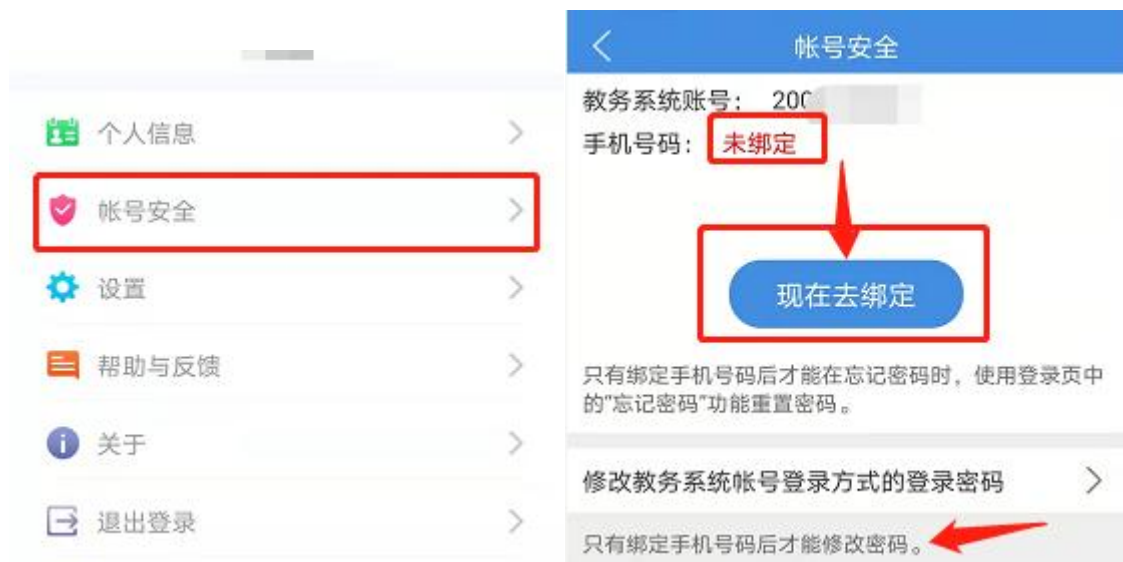 个人信息
帐号安全
设置
帮助与反馈
关于
退出登录
帐号安全
教务系统账号： 200
手机号码： 未绑定
现在去绑定
只有绑定手机号码后才能在忘记密码时，使用登录页中
的"忘记密码"功能重置密码。
修改教务系统帐号登录方式的登录密码
只有绑定手机号码后才能修改密码。